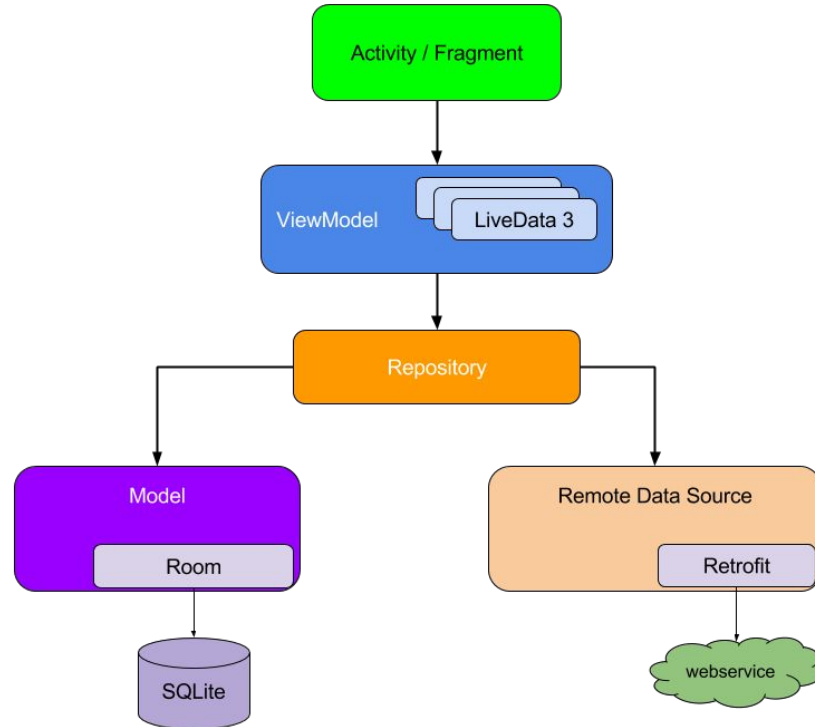 Activity / Fragment
ViewModel
LiveData 3
Repository
Model
Remote Data Source
Room
Retrofit
SQLite
webservice